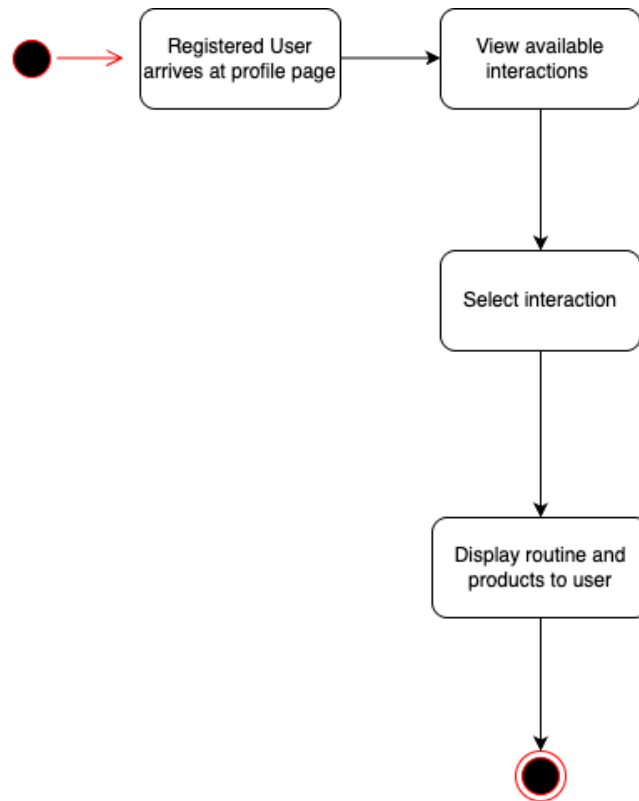 Registered User
arrives at profile page
View available
interactions
Select interaction
Display routine and
products to user